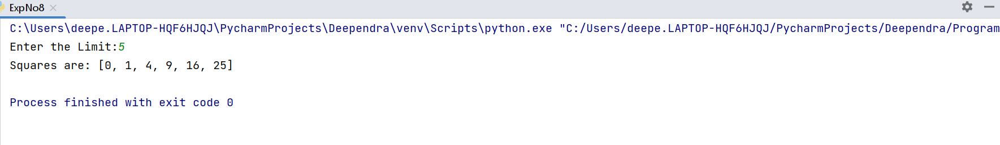 ExpNo8
C:\Users\deepe.LAPTOP-HQF6HJQJ\PycharmProjects\Deependra\venv\Scripts\python.exe "C:/Users/deepe.LAPTOP-HQF6HJQJ/PycharmProjects/Deependra/Program
Enter the Limit:5
Squares are: [0, 1, 4, 9, 16, 25]
Process finished with exit code 0